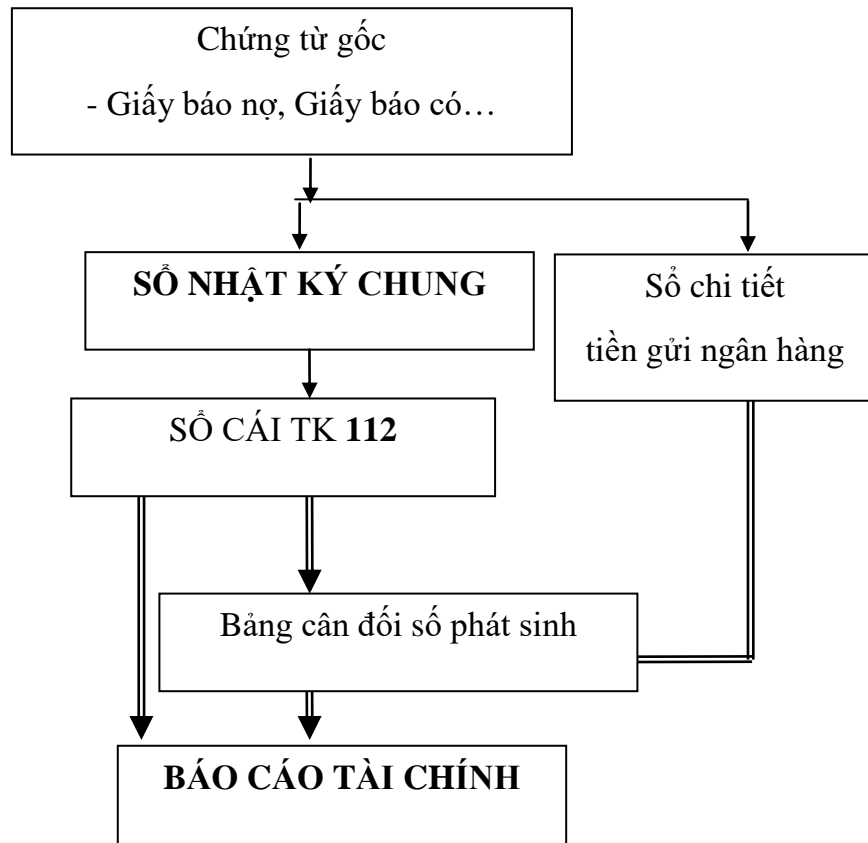 Chứng từ gốc
- Giấy báo nợ, Giấy báo có…
SỔ NHẬT KÝ CHUNG
Sổ chi tiết
tiền gửi ngân hàng
SỔ CÁI TK 112
Bảng cân đối số phát sinh
BÁO CÁO TÀI CHÍNH